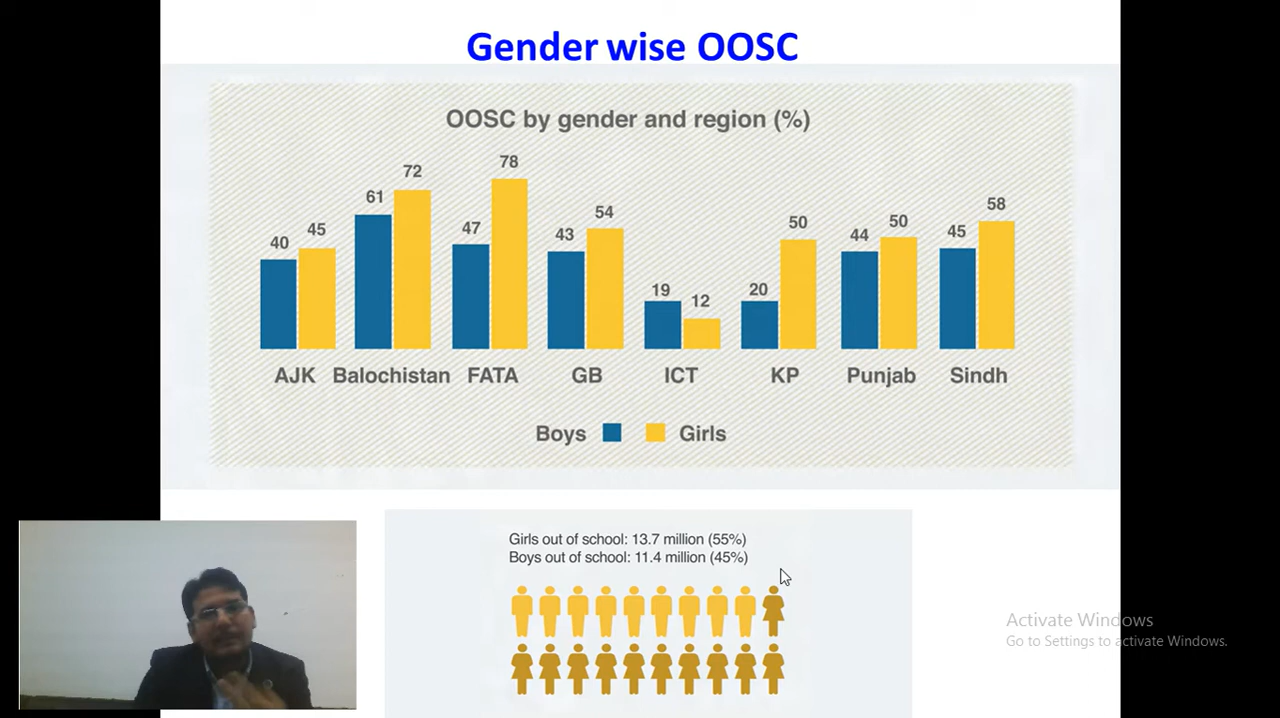 Gender wise OOSC
OOSC by gender and region (%)
40 45 61 72 47 78 43 54 19 12 20 50 44 50 45 58
AJK Balochistan FATA GB ICT KP Punjab Sindh
Boys Girls
Girls out of school: 13.7 million (55%)
Boys out of school: 11.4 million (45%)
Activate Windows
Go to Settings to activate Windows.